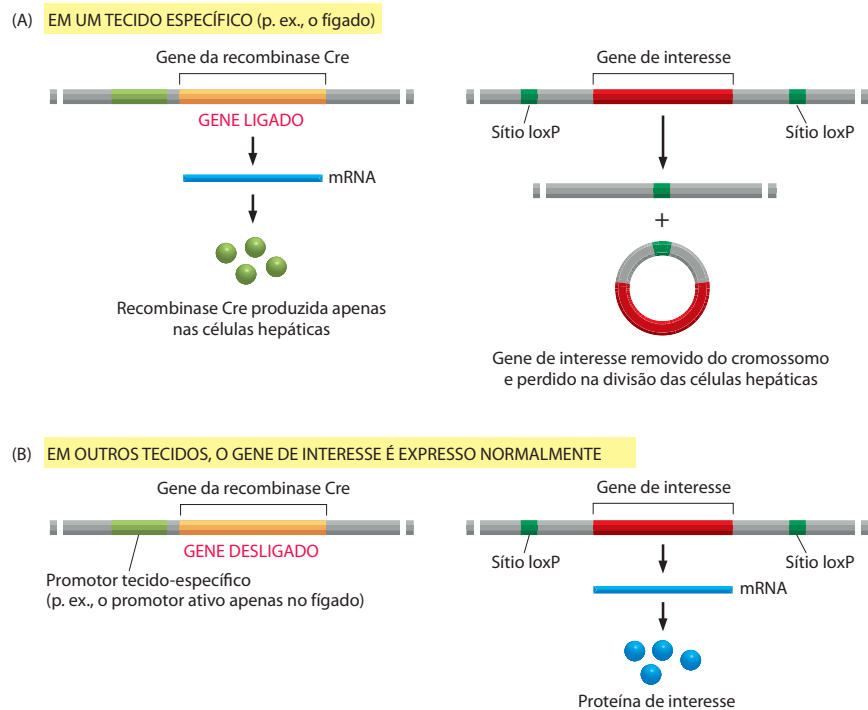 (A) EM UM TECIDO ESPECÍFICO (p. ex., o fígado)
Gene da recombinase Cre
Gene de interesse
GENE LIGADO
Sítio loxP
Sítio loxP
mRNA
+
Recombinase Cre produzida apenas
nas células hepáticas
Gene de interesse removido do cromossomo
e perdido na divisão das células hepáticas
(B) EM OUTROS TECIDOS, O GENE DE INTERESSE É EXPRESSO NORMALMENTE
Gene da recombinase Cre
Gene de interesse
GENE DESLIGADO
Sítio loxP
Sítio loxP
Promotor tecido-específico
(p. ex., o promotor ativo apenas no fígado)
mRNA
Proteína de interesse